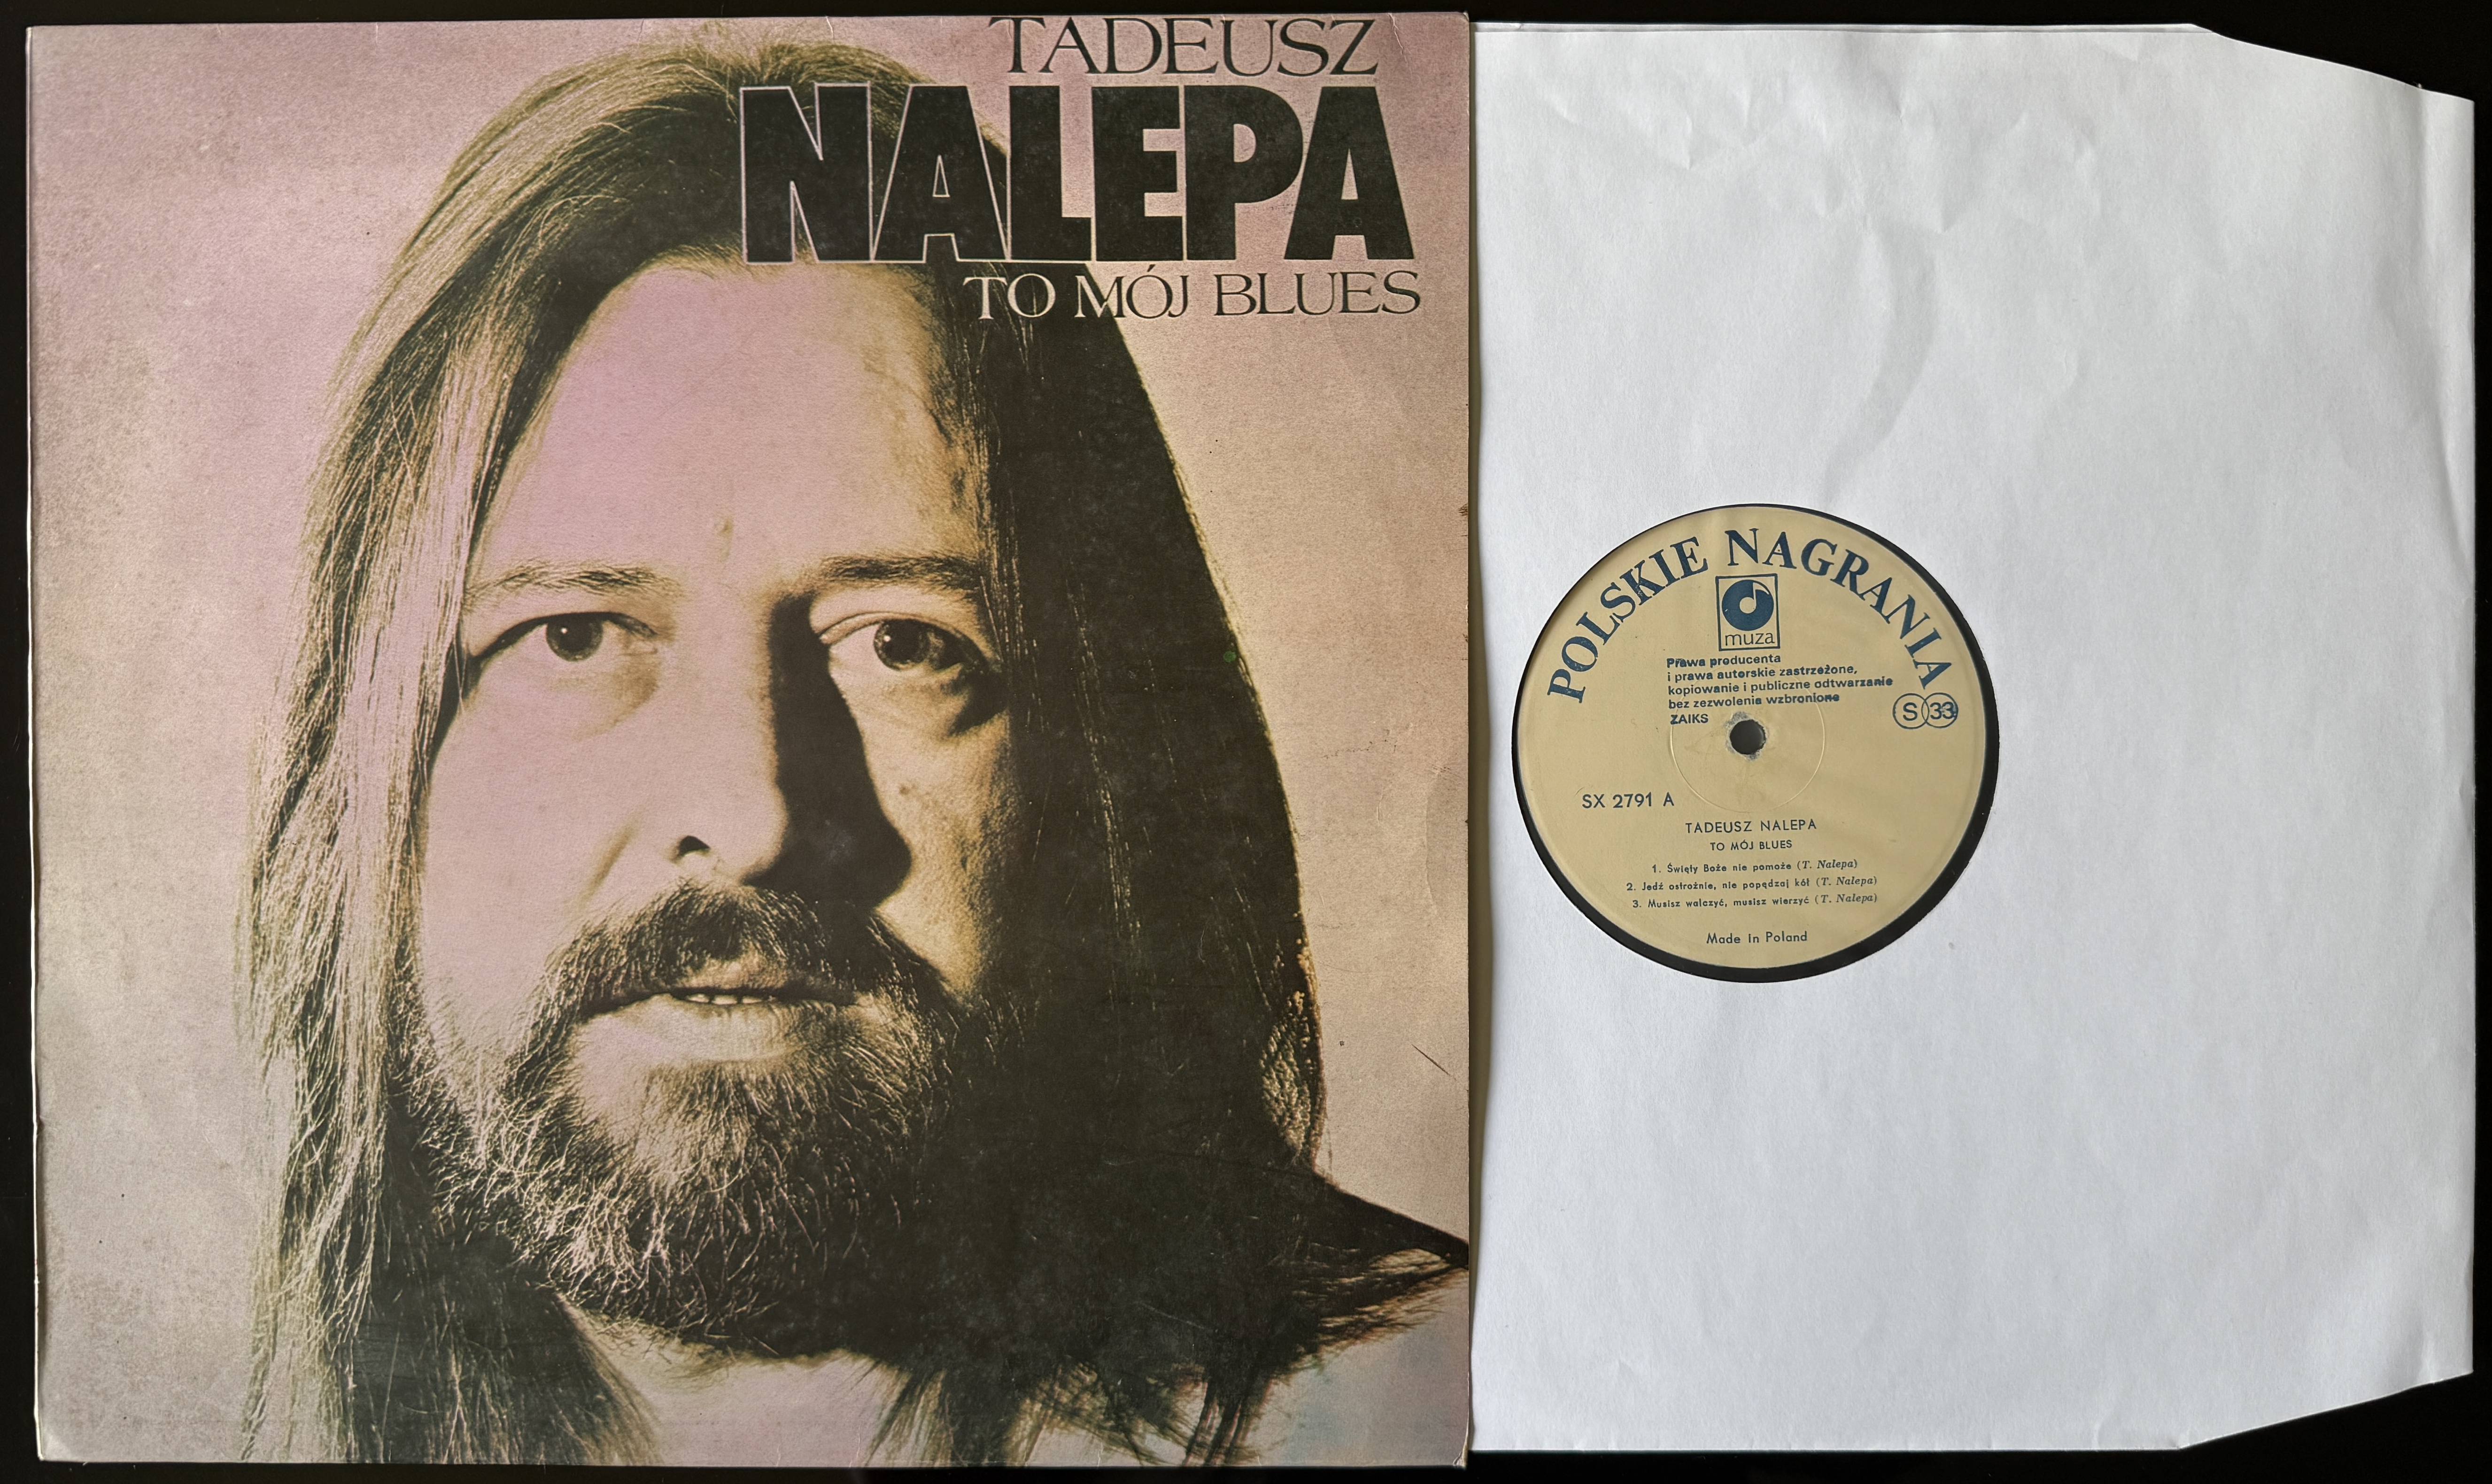 TADEUSZ
NALEPA
TO MÓJ BLUES
POLSKIE NAGRANIA
muza
Prawa producenta
i prawa autorskie zastrzeżone,
kopiowanie i publiczne odtwarzanie
bez zezwolenia wzbronione
ZAIKS
S 33
SX 2791 A
TADEUSZ NALEPA
TO MÓJ BLUES
1. Święty Boże nie pomoże (T. Nalepa)
2. Jedź ostrożnie, nie popędzaj kół (T. Nalepa)
3. Musisz walczyć, musisz wierzyć (T. Nalepa)
Made in Poland